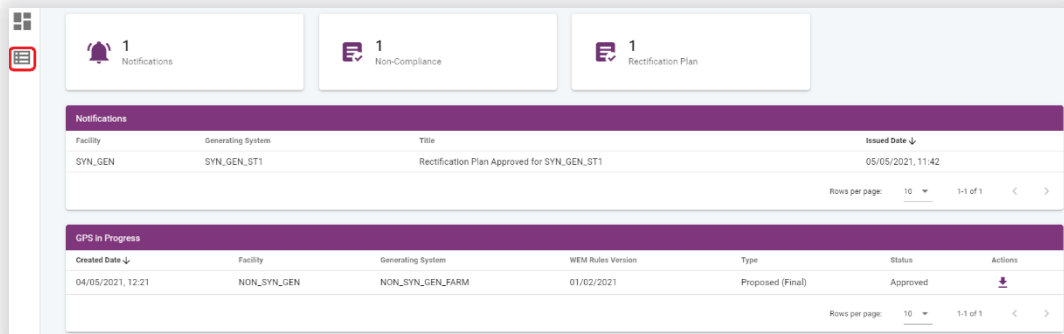 1
Notifications
1
Non-Compliance
1
Rectification Plan
Notifications
Facility Generating System Title Issued Date
SYN_GEN SYN_GEN_ST1 Rectification Plan Approved for SYN_GEN_ST1 05/05/2021, 11:42
Rows per page: 10 1-1 of 1
GPS in Progress
Created Date Facility Generating System WEM Rules Version Type Status Actions
04/05/2021, 12:21 NON_SYN_GEN NON_SYN_GEN_FARM 01/02/2021 Proposed (Final) Approved
Rows per page: 10 1-1 of 1